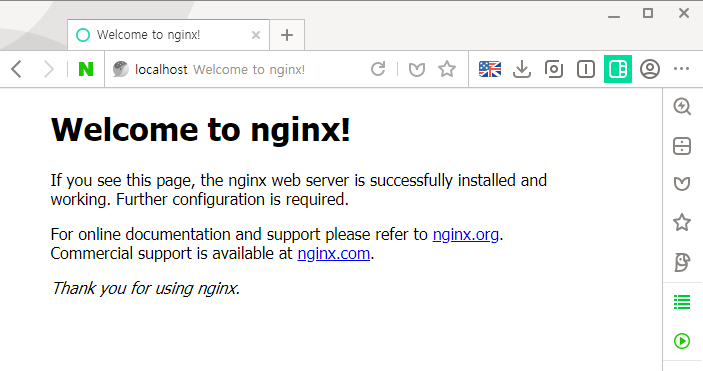 Welcome to nginx!
N localhost Welcome to nginx!
Welcome to nginx!
If you see this page, the nginx web server is successfully installed and
working. Further configuration is required.
For online documentation and support please refer to nginx.org.
Commercial support is available at nginx.com.
Thank you for using nginx.